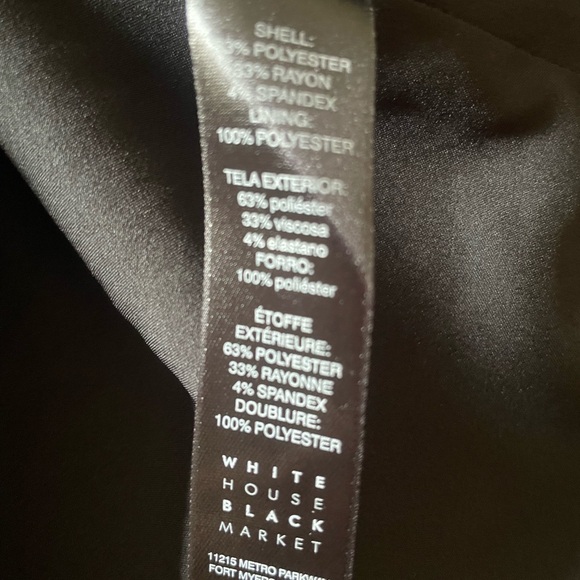 SHELL:
63% POLYESTER
33% RAYON
4% SPANDEX
LINING:
100% POLYESTER
TELA EXTERIOR:
63% poliéster
33% viscosa
4% elastano
FORRO:
100% poliéster
ÉTOFFE
EXTÉRIEURE:
63% POLYESTER
33% RAYONNE
4% SPANDEX
DOUBLURE:
100% POLYESTER
WHITE
HOUSE
BLACK
MARKET
11215 METRO PARKWAY
FORT MYERS